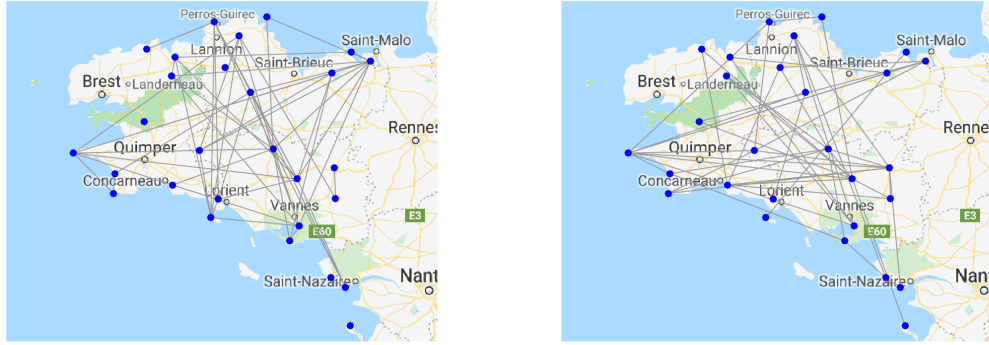 Perros-Guirec
Lannion
Saint-Malo
Saint-Brieuc
Brest
Landerneau
Rennes
Quimper
Concarneau
Lorient
Vannes
E3
E60
Saint-Nazaire
Nant
Perros-Guirec
Lannion
Saint-Malo
Saint-Brieuc
Brest
Landerneau
Renne
Quimper
Concarneau
Lorient
Vannes
E3
E60
Saint-Nazaire
Nan